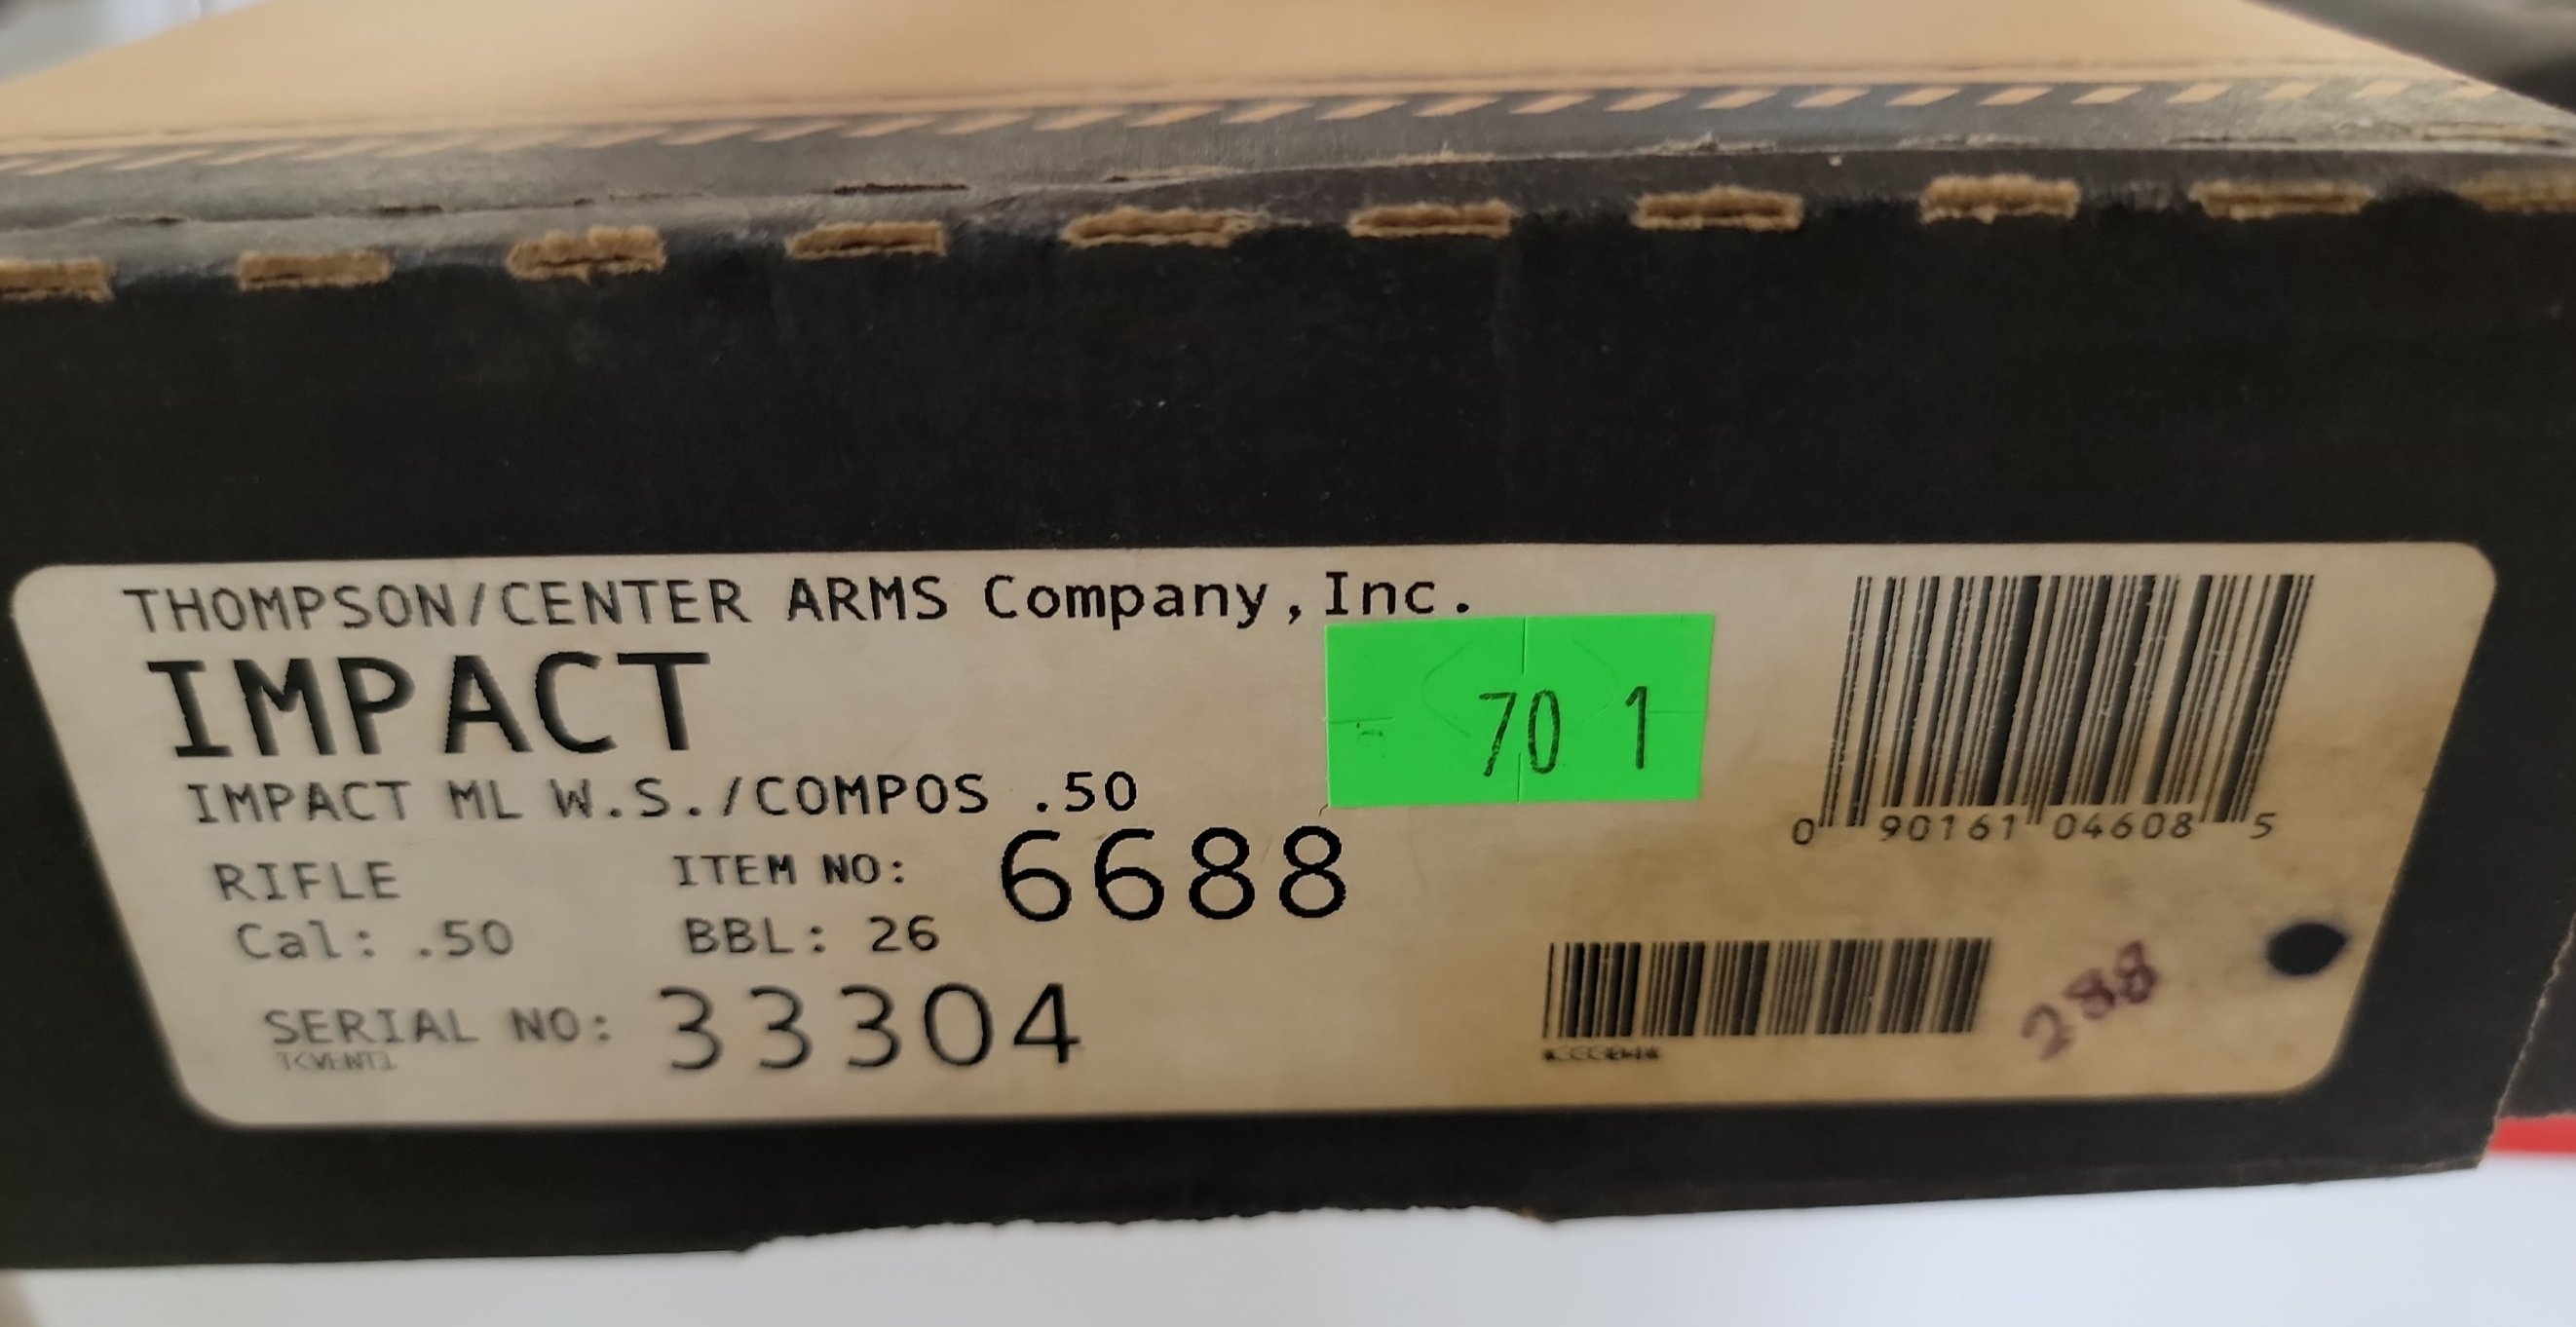 THOMPSON/CENTER ARMS Company, Inc.
IMPACT
70 1
IMPACT ML W.S./COMPOS .50
0 90161 04608 5
RIFLE ITEM NO: 6688
Cal: .50 BBL: 26
SERIAL NO: 33304
288